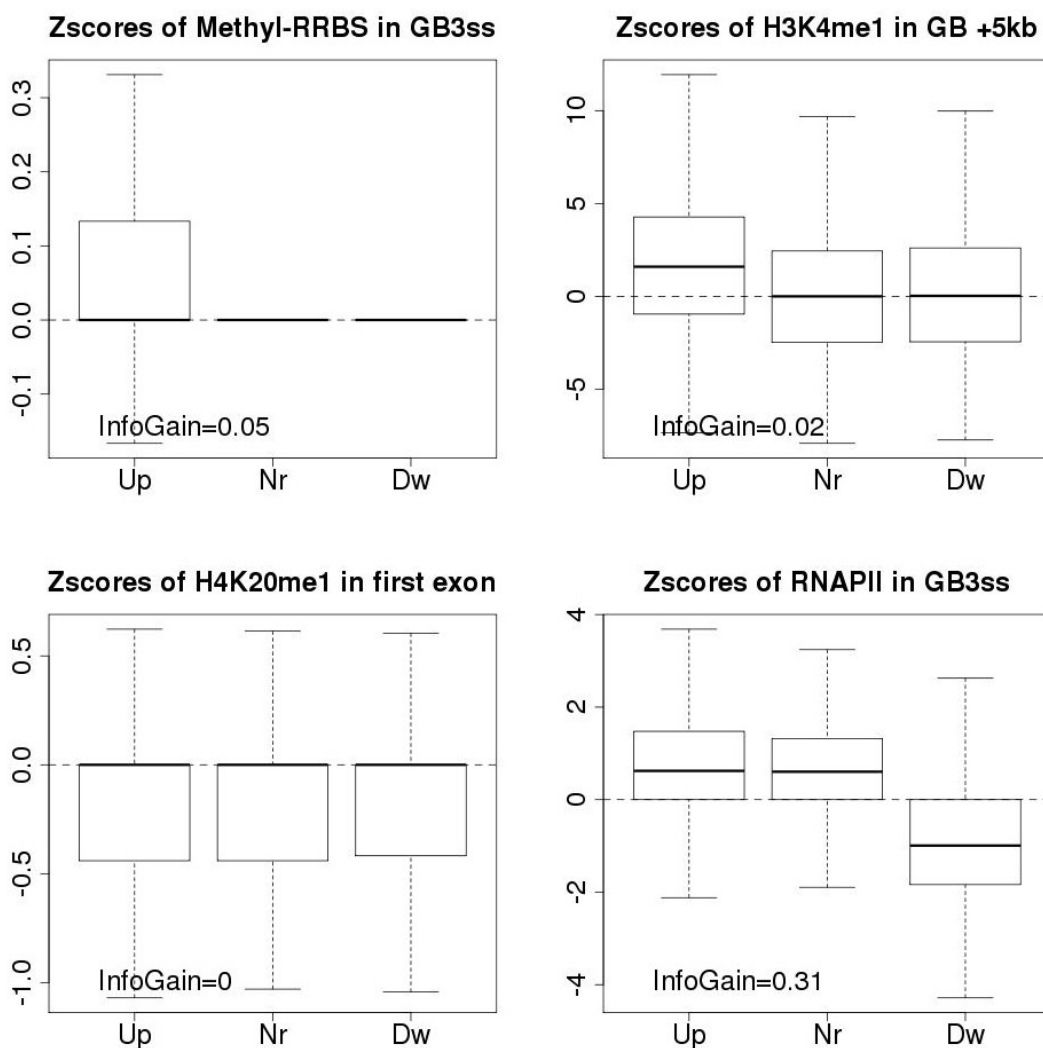 Zscores of Methyl-RRBS in GB3ss
0.3
0.2
0.1
0.0
-0.1
InfoGain=0.05
Up Nr Dw
Zscores of H3K4me1 in GB +5kb
10
5
0
-5
InfoGain=0.02
Up Nr Dw
Zscores of H4K20me1 in first exon
0.5
0.0
-0.5
-1.0
InfoGain=0
Up Nr Dw
Zscores of RNAPII in GB3ss
4
2
0
-2
-4
InfoGain=0.31
Up Nr Dw